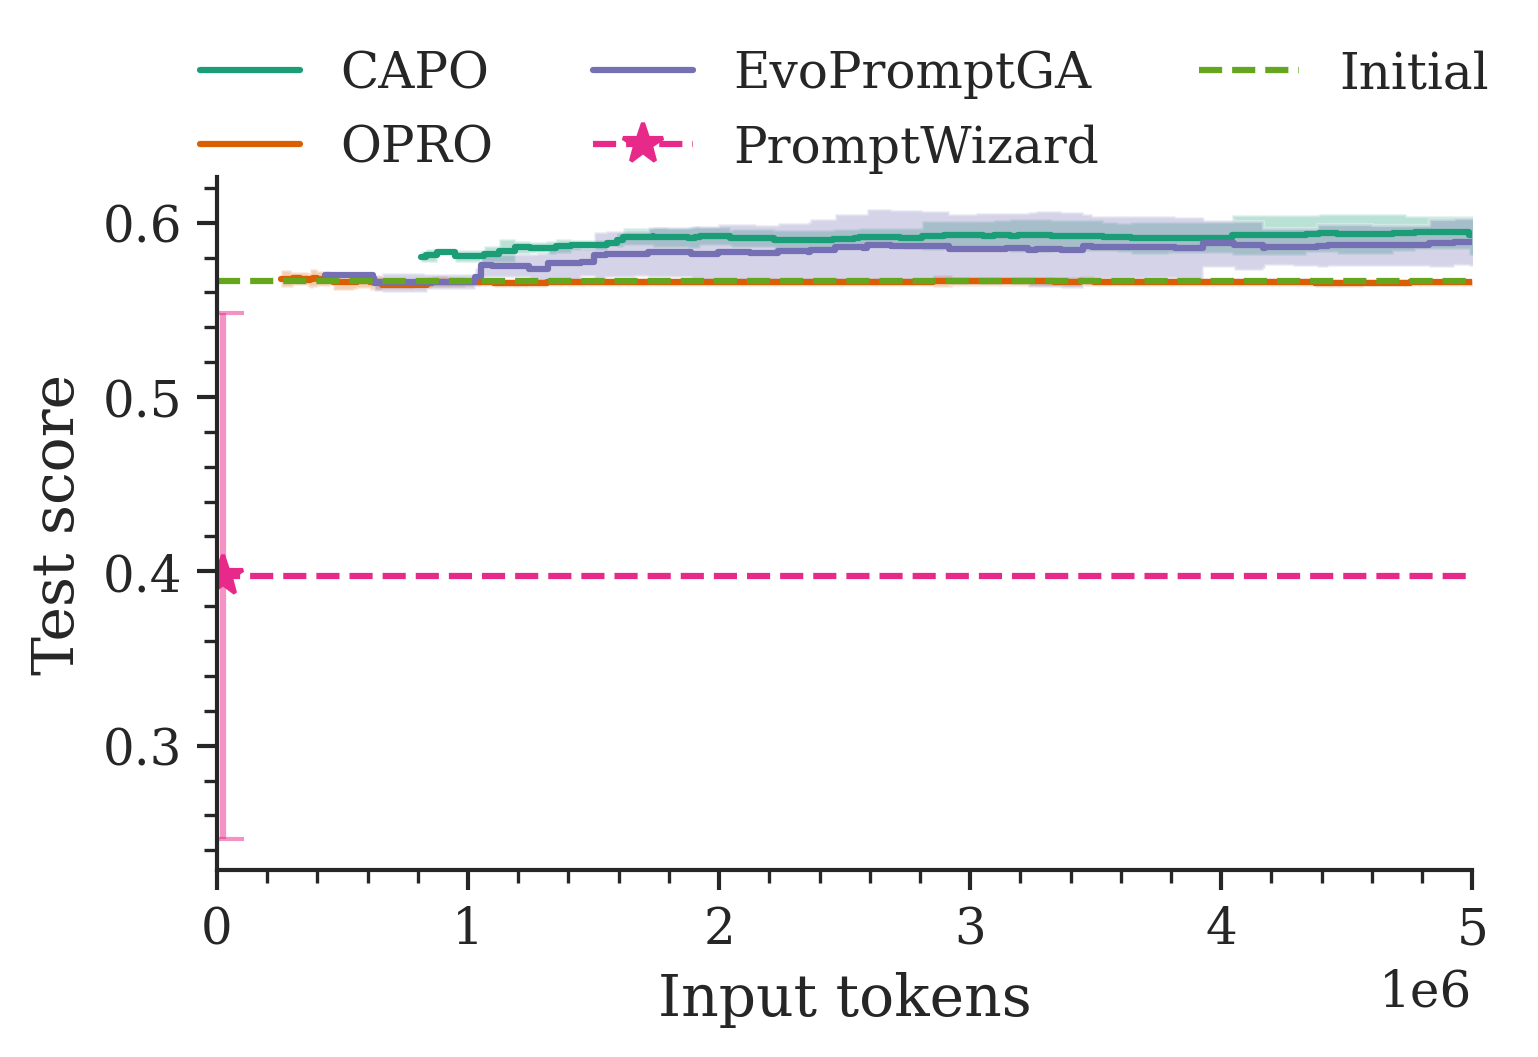 CAPO EvoPromptGA Initial
OPRO PromptWizard
0.6
0.5
0.4
0.3
Test score
0 1 2 3 4 5
1e6
Input tokens